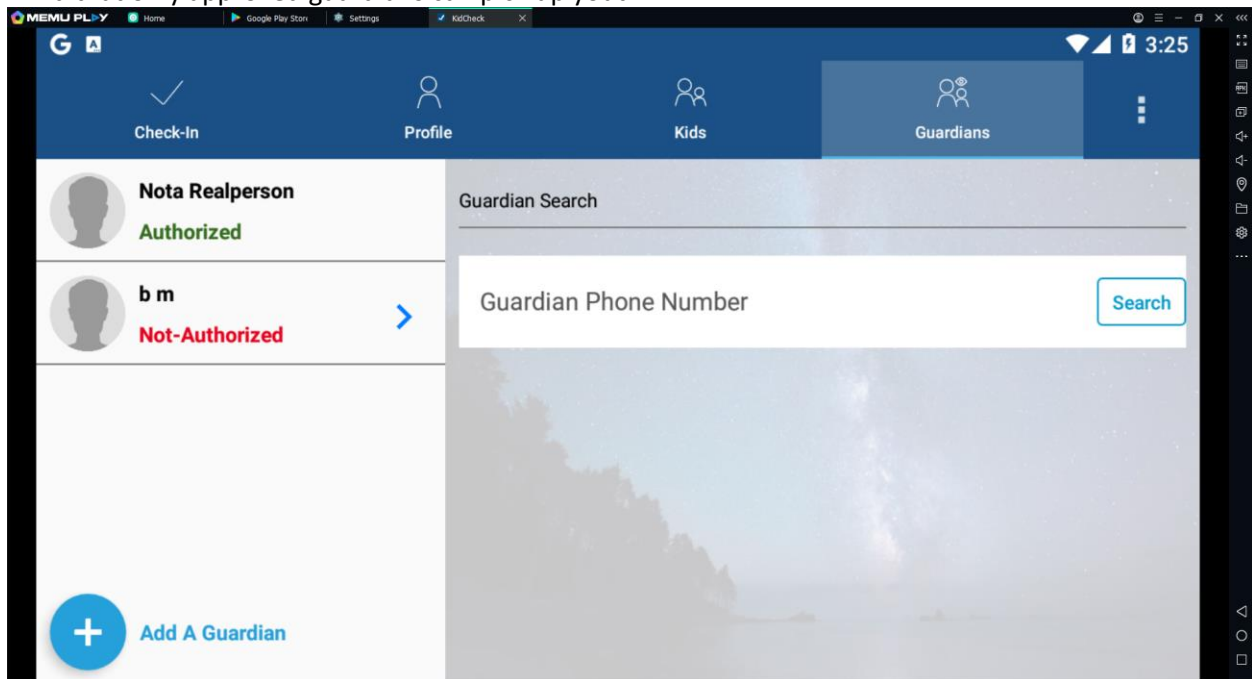 MEMU PLAY Home Google Play Stor Settings KidCheck
G A 3:25
Check-In Profile Kids Guardians
Nota Realperson
Authorized
Guardian Search
b m
Not-Authorized
Guardian Phone Number Search
Add A Guardian